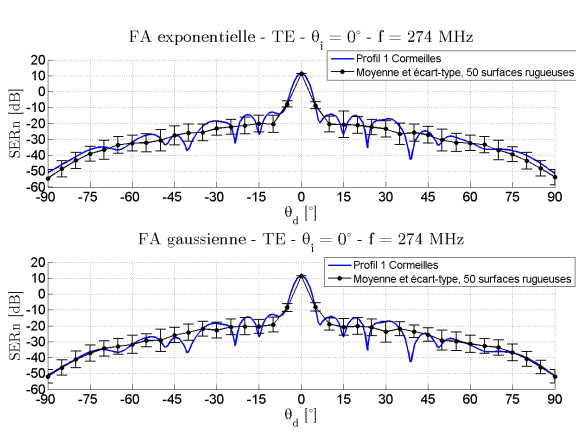 FA exponentielle - TE - θi = 0° - f = 274 MHz
Profil 1 Cormeilles
Moyenne et écart-type, 50 surfaces rugueuses
SERn [dB]
20
10
0
-10
-20
-30
-40
-50
-60
-90 -75 -60 -45 -30 -15 0 15 30 45 60 75 90
θd [°]
FA gaussienne - TE - θi = 0° - f = 274 MHz
Profil 1 Cormeilles
Moyenne et écart-type, 50 surfaces rugueuses
SERn [dB]
20
10
0
-10
-20
-30
-40
-50
-60
-90 -75 -60 -45 -30 -15 0 15 30 45 60 75 90
θd [°]